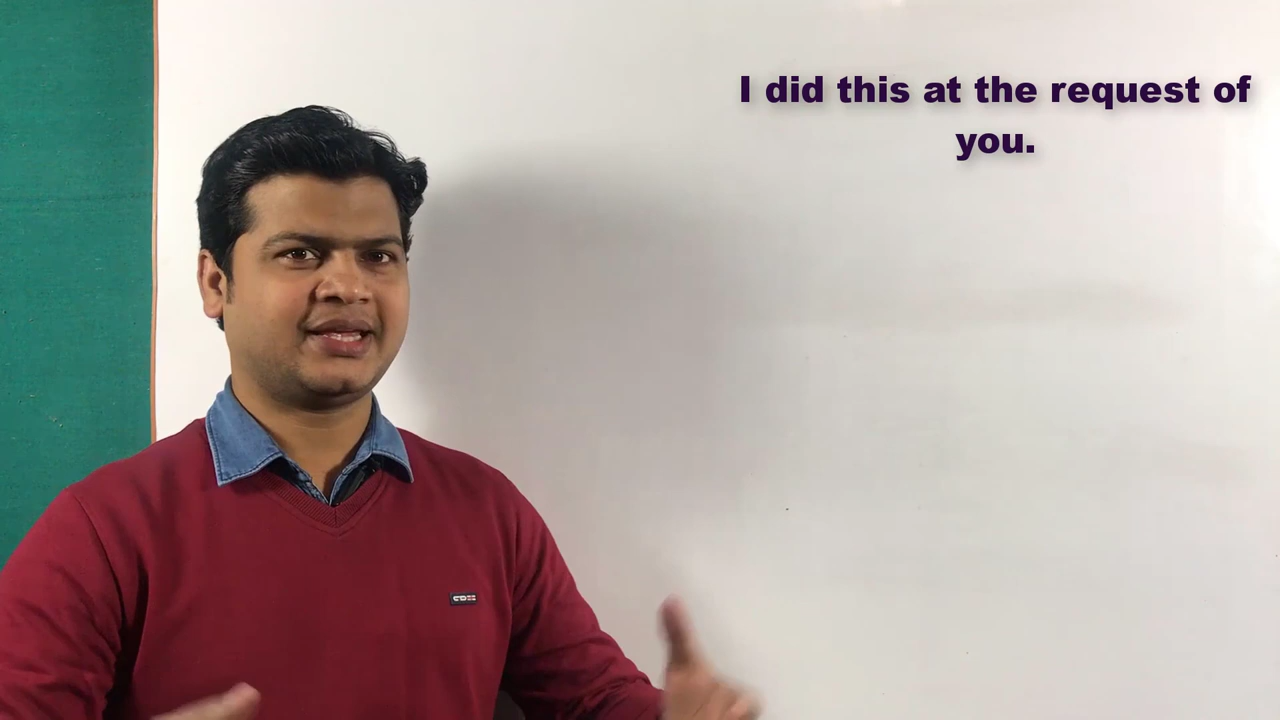 I did this at the request of
you.